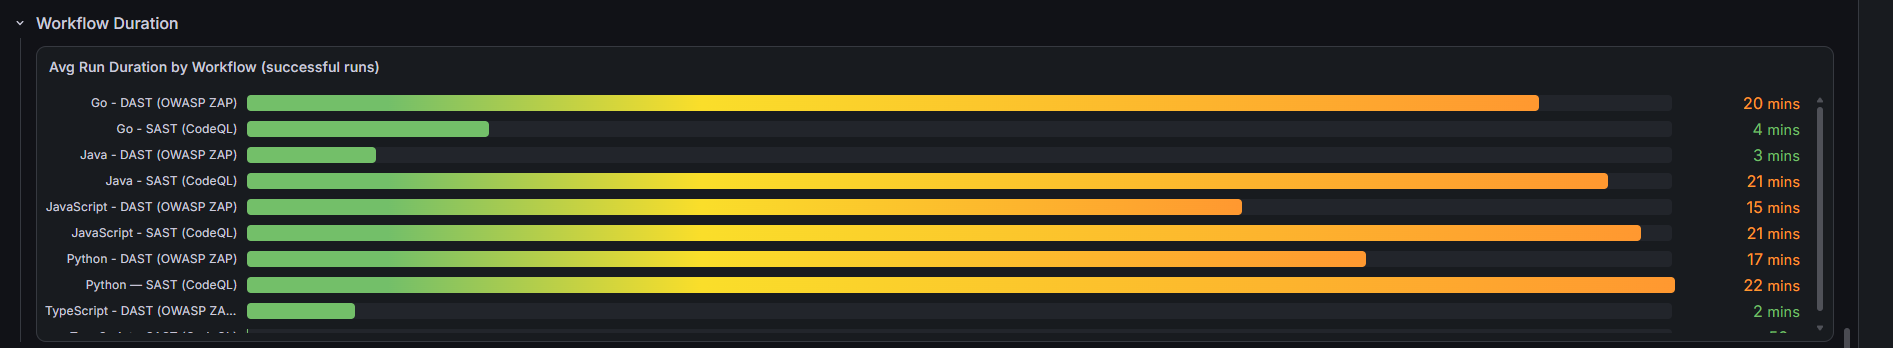 Workflow Duration
Avg Run Duration by Workflow (successful runs)
Go - DAST (OWASP ZAP) 20 mins
Go - SAST (CodeQL) 4 mins
Java - DAST (OWASP ZAP) 3 mins
Java - SAST (CodeQL) 21 mins
JavaScript - DAST (OWASP ZAP) 15 mins
JavaScript - SAST (CodeQL) 21 mins
Python - DAST (OWASP ZAP) 17 mins
Python — SAST (CodeQL) 22 mins
TypeScript - DAST (OWASP ZA... 2 mins